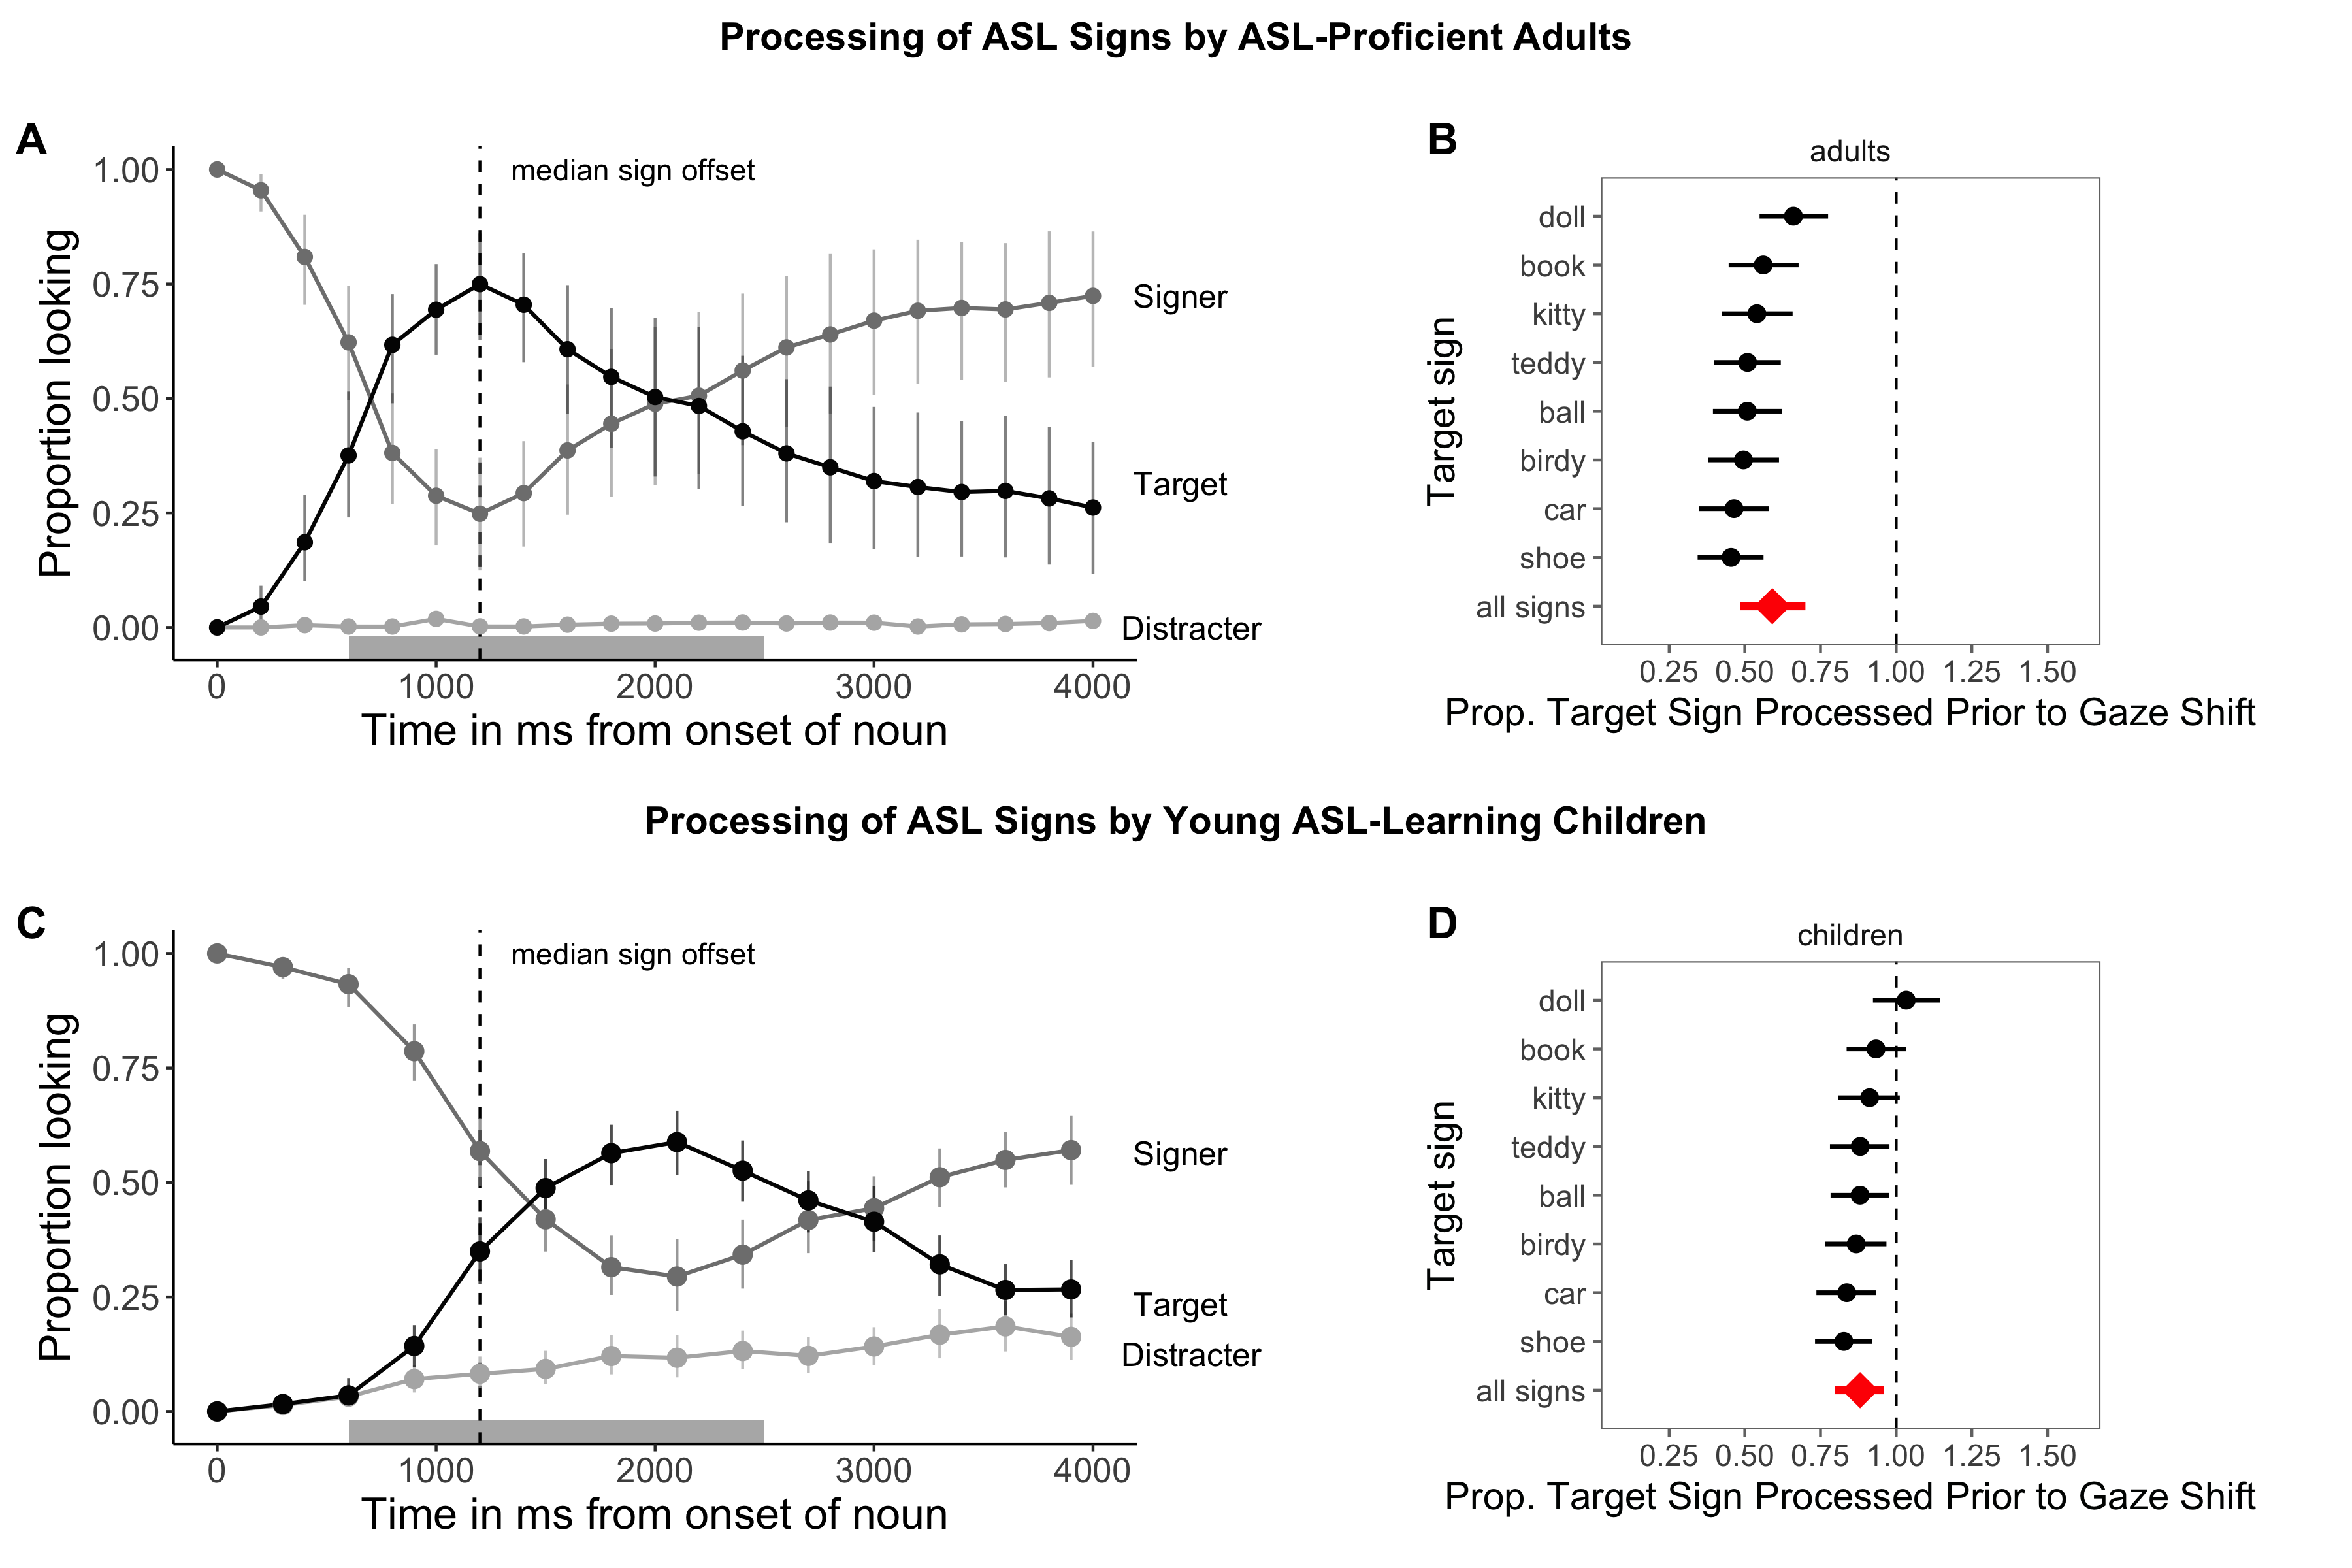 Processing of ASL Signs by ASL-Proficient Adults
A
1.00
0.75
0.50
0.25
0.00
Proportion looking
median sign offset
Signer
Target
Distracter
0 1000 2000 3000 4000
Time in ms from onset of noun
B
adults
Target sign
doll
book
kitty
teddy
ball
birdy
car
shoe
all signs
0.25 0.50 0.75 1.00 1.25 1.50
Prop. Target Sign Processed Prior to Gaze Shift
Processing of ASL Signs by Young ASL-Learning Children
C
1.00
0.75
0.50
0.25
0.00
Proportion looking
median sign offset
Signer
Target
Distracter
0 1000 2000 3000 4000
Time in ms from onset of noun
D
children
Target sign
doll
book
kitty
teddy
ball
birdy
car
shoe
all signs
0.25 0.50 0.75 1.00 1.25 1.50
Prop. Target Sign Processed Prior to Gaze Shift